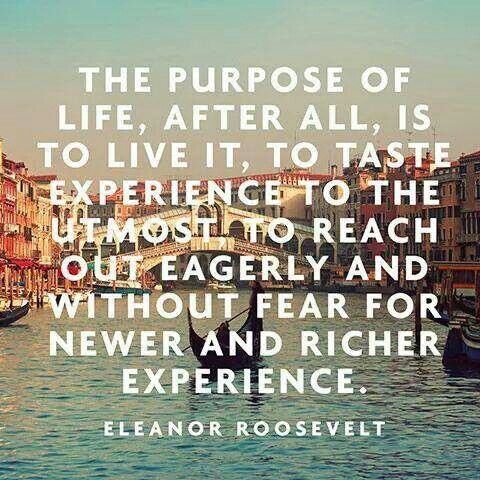 THE PURPOSE OF
LIFE, AFTER ALL, IS
TO LIVE IT, TO TASTE
EXPERIENCE TO THE
UTMOST, TO REACH
OUT EAGERLY AND
WITHOUT FEAR FOR
NEWER AND RICHER
EXPERIENCE.
ELEANOR ROOSEVELT